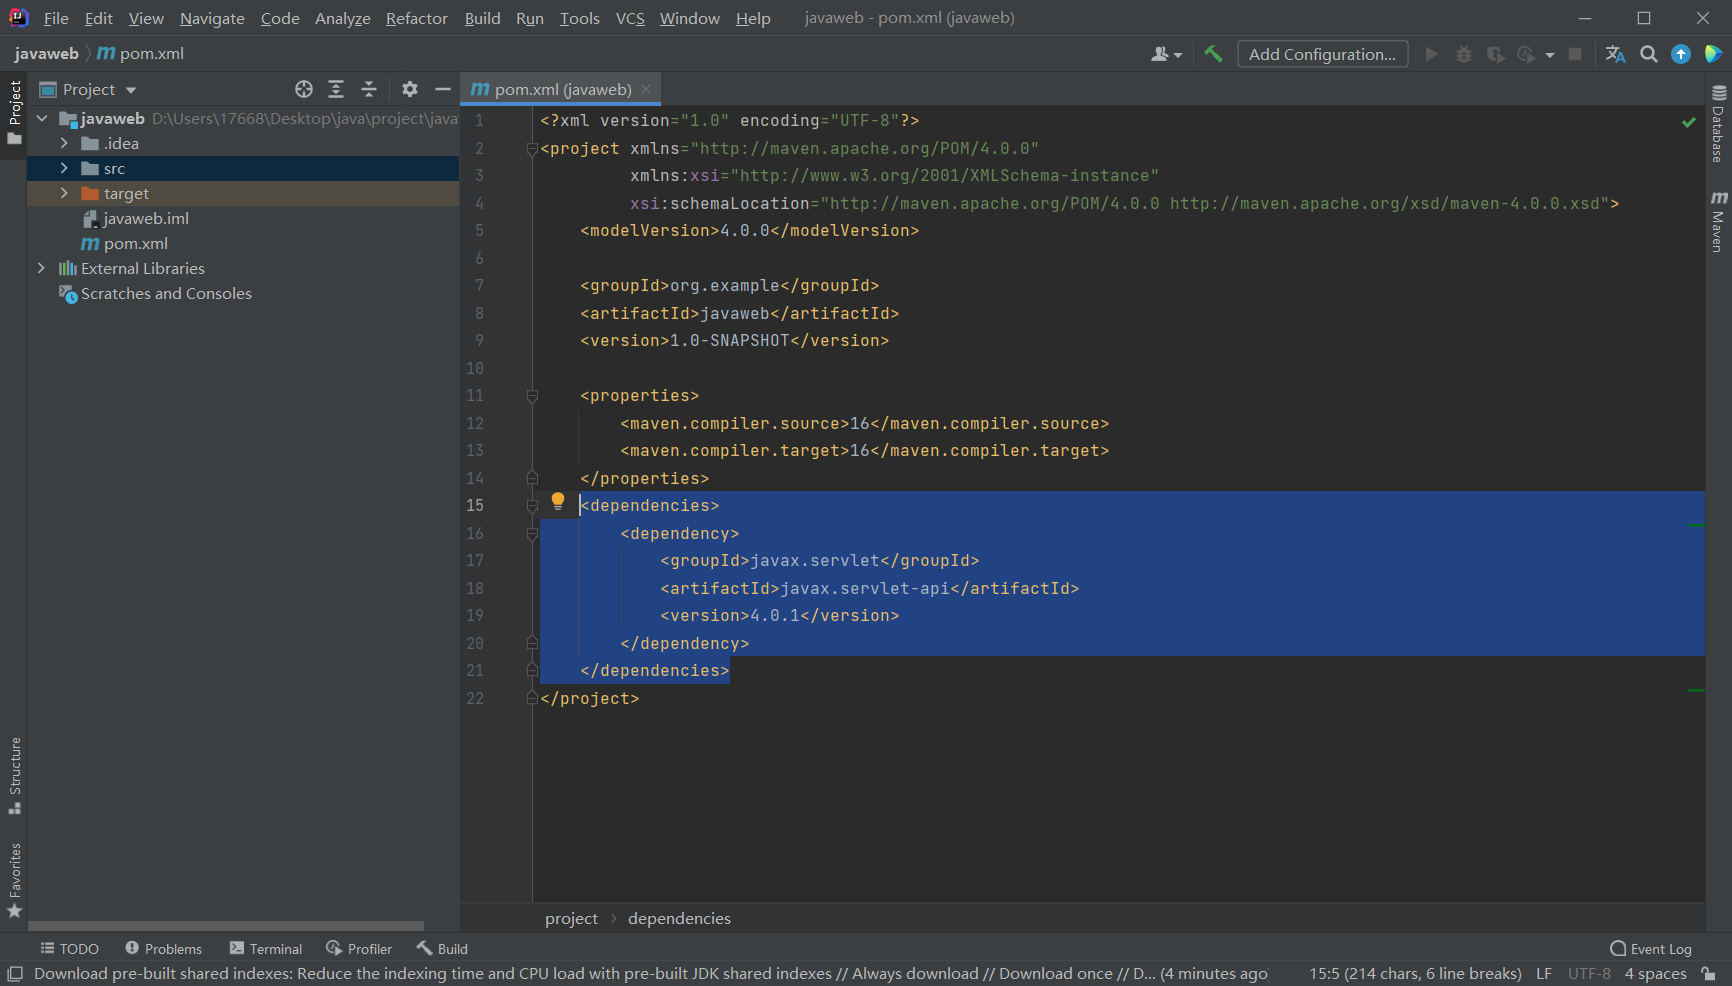 File Edit View Navigate Code Analyze Refactor Build Run Tools VCS Window Help javaweb - pom.xml (javaweb)
javaweb pom.xml
Add Configuration...
Project
Project
pom.xml (javaweb)
javaweb D:\Users\17668\Desktop\java\project\java
.idea
src
target
javaweb.iml
pom.xml
External Libraries
Scratches and Consoles
1 <?xml version="1.0" encoding="UTF-8"?>
2 <project xmlns="http://maven.apache.org/POM/4.0.0"
3 xmlns:xsi="http://www.w3.org/2001/XMLSchema-instance"
4 xsi:schemaLocation="http://maven.apache.org/POM/4.0.0 http://maven.apache.org/xsd/maven-4.0.0.xsd">
5 <modelVersion>4.0.0</modelVersion>
6
7 <groupId>org.example</groupId>
8 <artifactId>javaweb</artifactId>
9 <version>1.0-SNAPSHOT</version>
10
11 <properties>
12 <maven.compiler.source>16</maven.compiler.source>
13 <maven.compiler.target>16</maven.compiler.target>
14 </properties>
15 <dependencies>
16 <dependency>
17 <groupId>javax.servlet</groupId>
18 <artifactId>javax.servlet-api</artifactId>
19 <version>4.0.1</version>
20 </dependency>
21 </dependencies>
22 </project>
Database
Maven
Structure
Favorites
project dependencies
TODO Problems Terminal Profiler Build Event Log
Download pre-built shared indexes: Reduce the indexing time and CPU load with pre-built JDK shared indexes // Always download // Download once // D... (4 minutes ago) 15:5 (214 chars, 6 line breaks) LF UTF-8 4 spaces